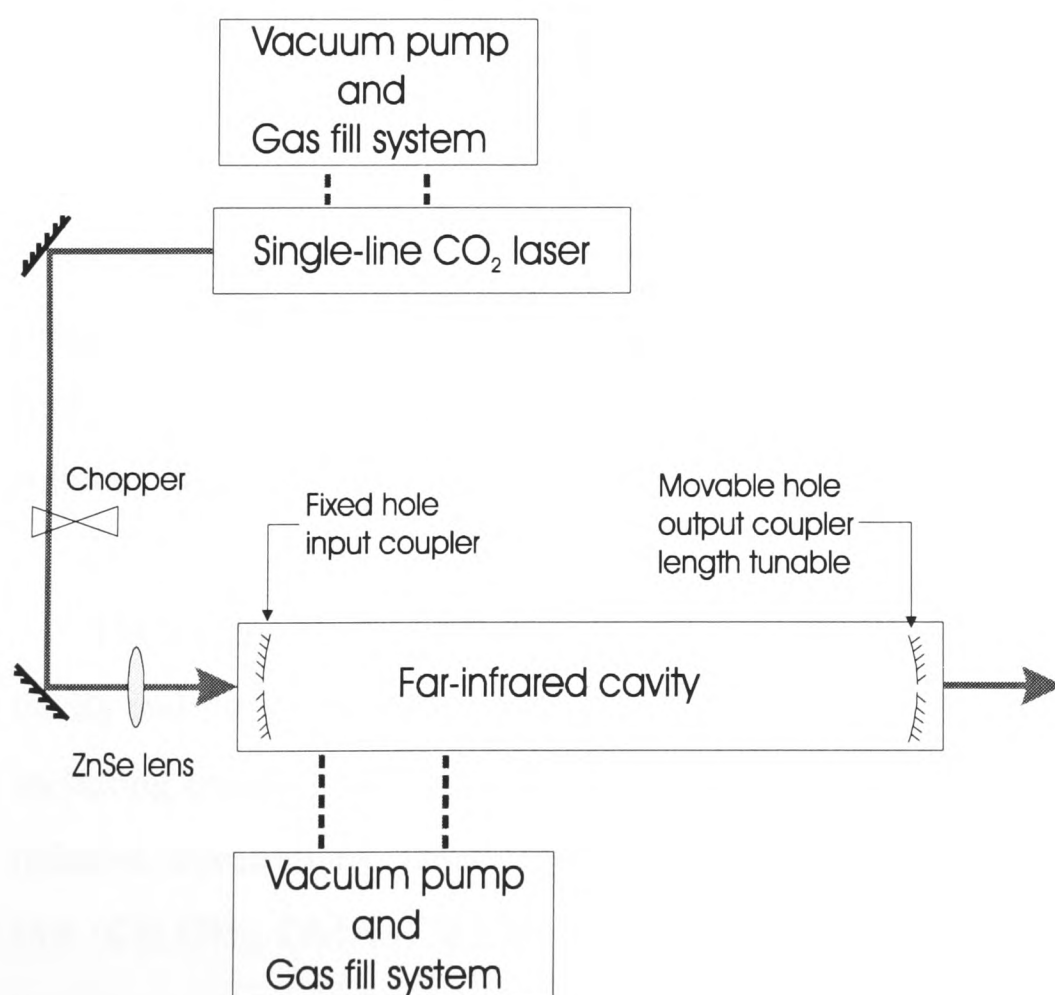 Vacuum pump
and
Gas fill system
Single-line CO₂ laser
Chopper
Fixed hole
input coupler
Movable hole
output coupler
length tunable
Far-infrared cavity
ZnSe lens
Vacuum pump
and
Gas fill system